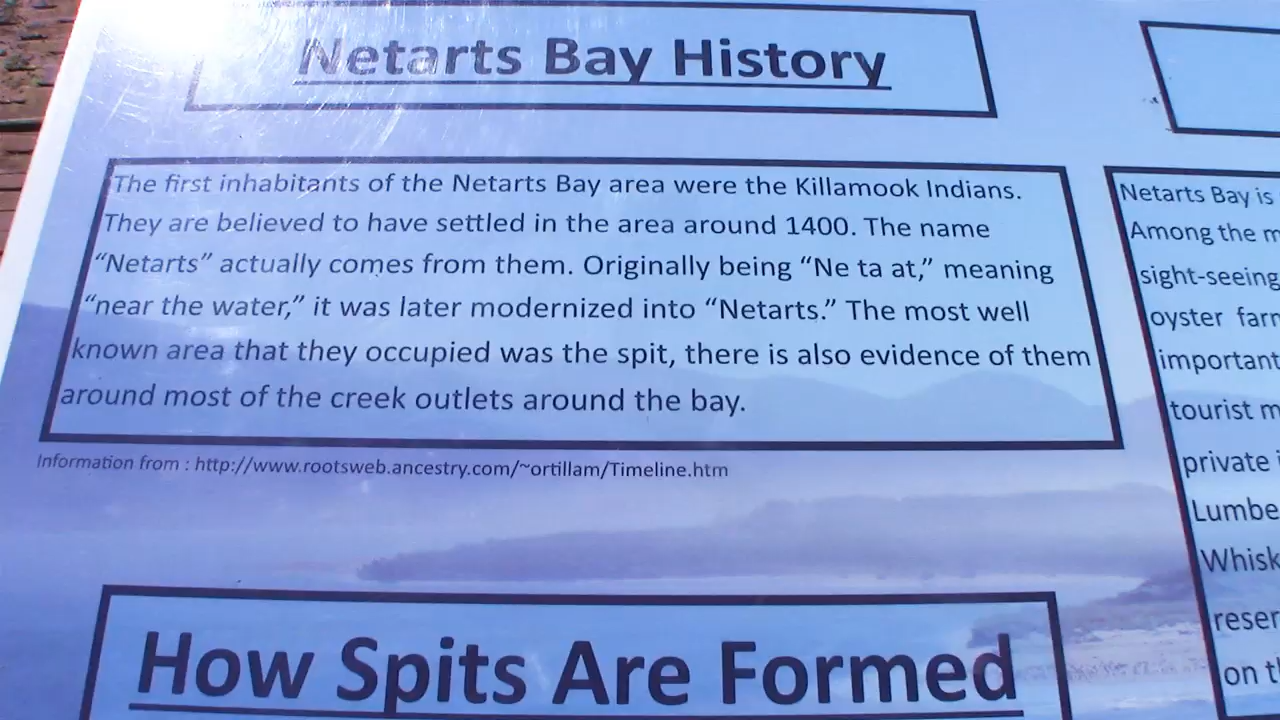 Netarts Bay History
The first inhabitants of the Netarts Bay area were the Killamook Indians.
They are believed to have settled in the area around 1400. The name
“Netarts” actually comes from them. Originally being “Ne ta at,” meaning
“near the water,” it was later modernized into “Netarts.” The most well
known area that they occupied was the spit, there is also evidence of them
around most of the creek outlets around the bay.
Information from : http://www.rootsweb.ancestry.com/~ortillam/Timeline.htm
How Spits Are Formed
Netarts Bay is
Among the
sight-seeing
oyster
important
tourist
private
on